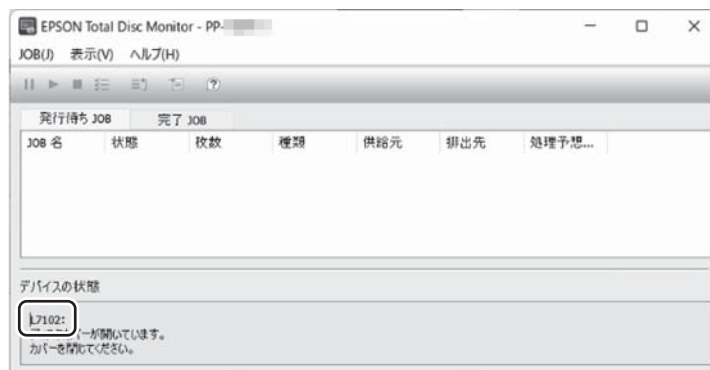 EPSON Total Disc Monitor - PP-
JOB(J) 表示(V) ヘルプ(H)
発行待ち JOB 完了 JOB
JOB 名 状態 枚数 種類 供給元 排出先 処理予想...
デバイスの状態
L7102:
カバーが開いています。
カバーを閉じてください。